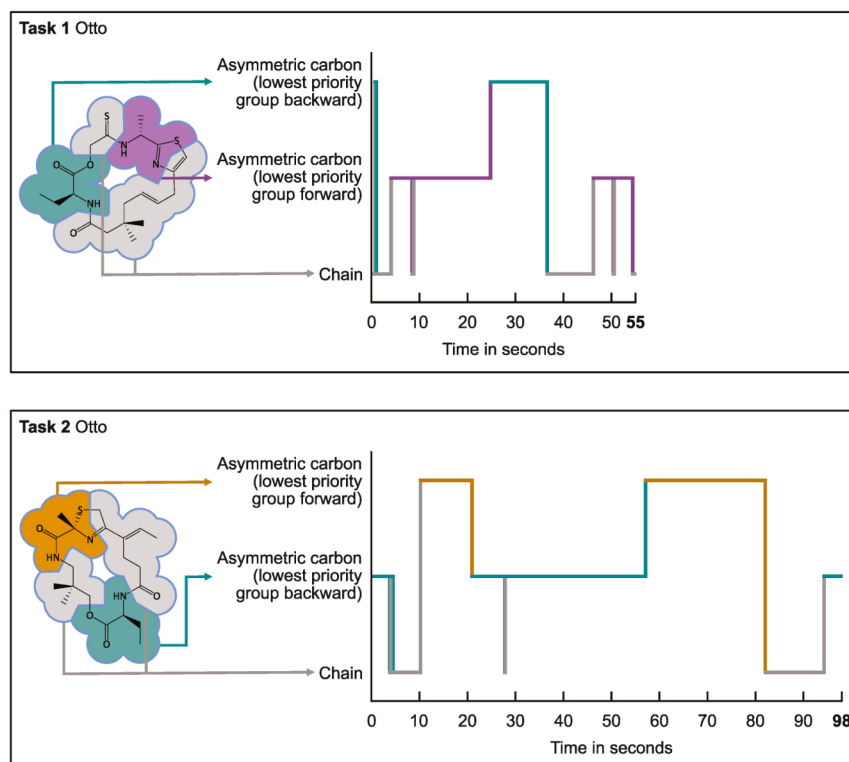 Task 1 Otto
Asymmetric carbon
(lowest priority
group backward)
Asymmetric carbon
(lowest priority
group forward)
Chain
S
O
O
N
H
S
N
NH
O
0 10 20 30 40 50 55
Time in seconds
Task 2 Otto
Asymmetric carbon
(lowest priority
group forward)
Asymmetric carbon
(lowest priority
group backward)
Chain
S
O
N
HN
HN
O
O
O
0 10 20 30 40 50 60 70 80 90 98
Time in seconds